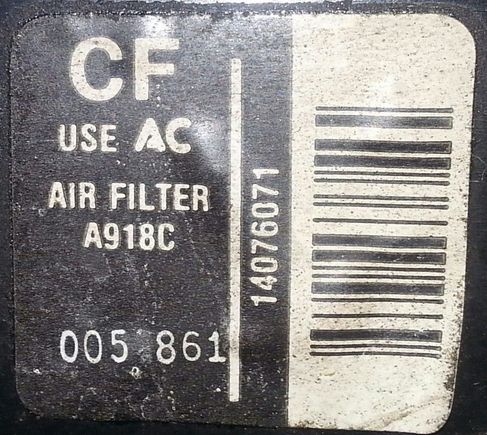 CF
USE AC
AIR FILTER
A918C
005 861
14076071